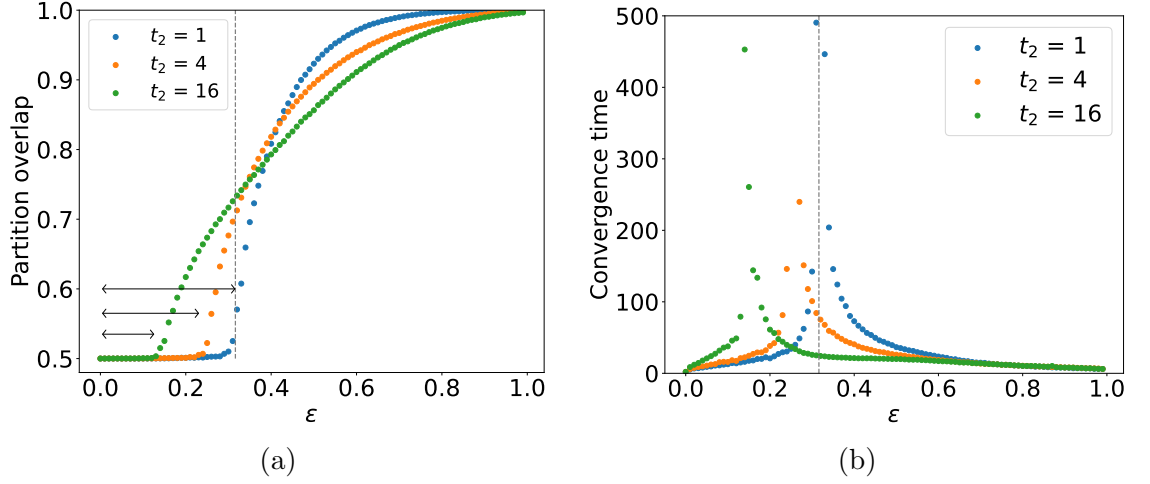 1.0
0.9
0.8
0.7
0.6
0.5
Partition overlap
t₂ = 1
t₂ = 4
t₂ = 16
0.0 0.2 0.4 0.6 0.8 1.0
ε
(a)
500
400
300
200
100
0
Convergence time
t₂ = 1
t₂ = 4
t₂ = 16
0.0 0.2 0.4 0.6 0.8 1.0
ε
(b)